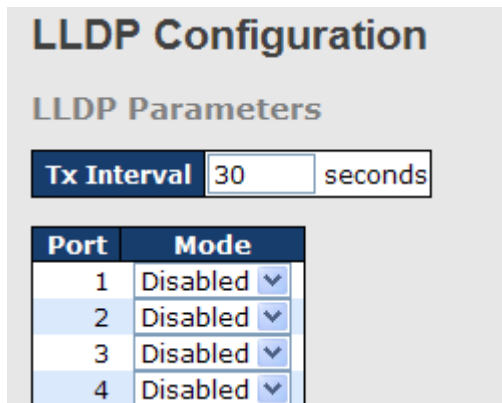 LLDP Configuration
LLDP Parameters
Tx Interval 30 seconds
Port Mode
1 Disabled
2 Disabled
3 Disabled
4 Disabled